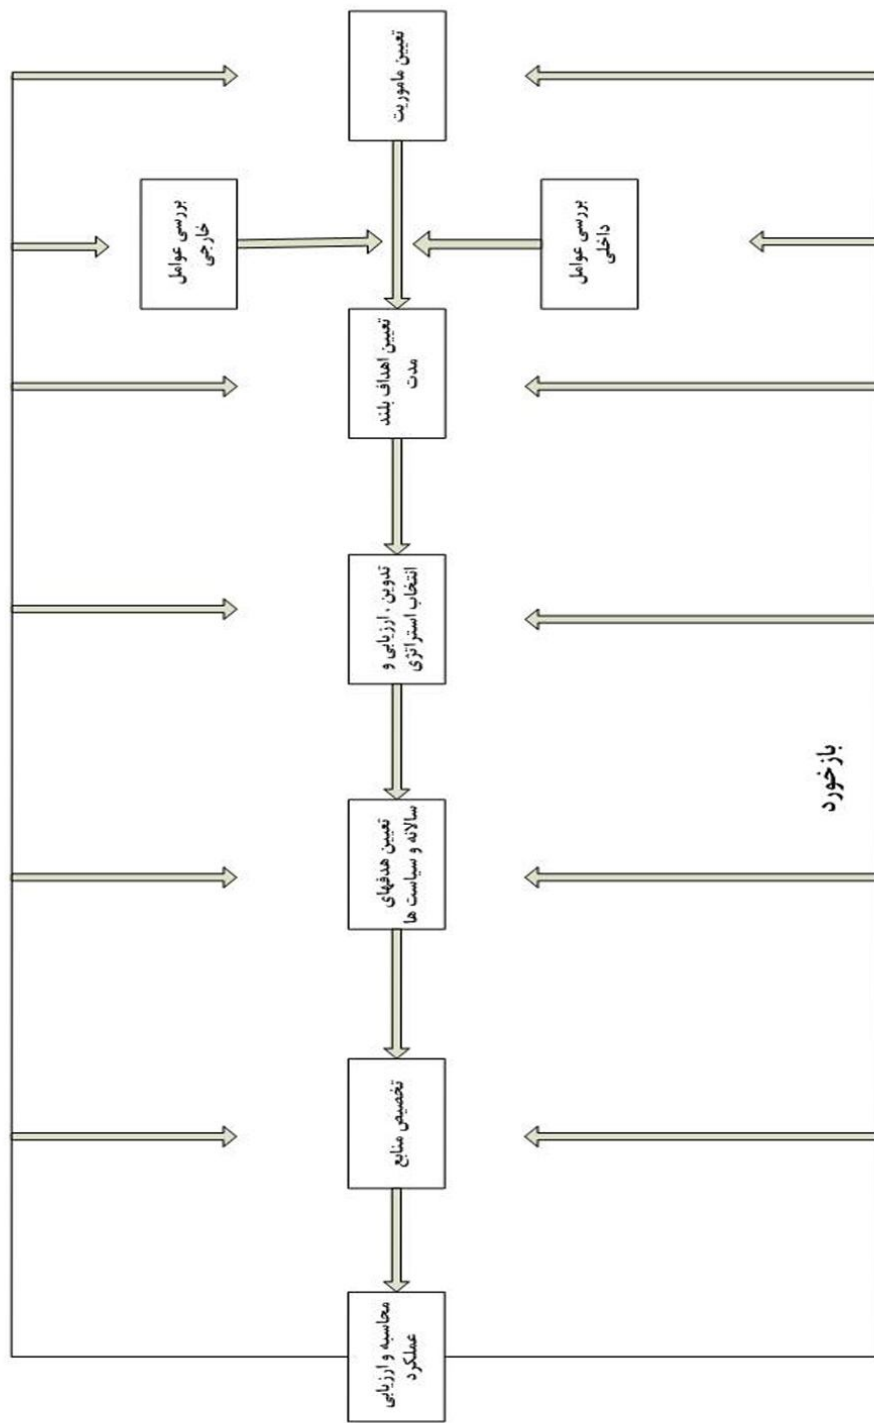 تعیین ماموریت
بررسی عوامل
خارجی
بررسی عوامل
داخلی
تعیین اهداف بلند
مدت
تدوین ، ارزیابی و
انتخاب استراتژی
تعیین هدفهای
سالانه و سیاست ها
تخصیص منابع
محاسبه و ارزیابی
عملکرد
بازخورد